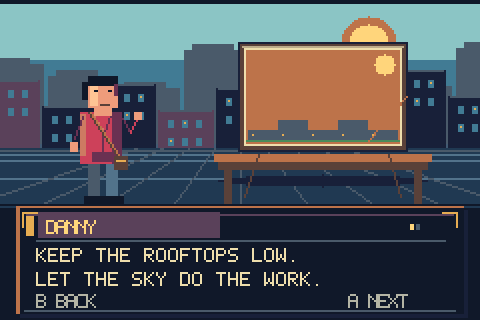 DANNY
KEEP THE ROOFTOPS LOW.
LET THE SKY DO THE WORK.
B BACK
A NEXT